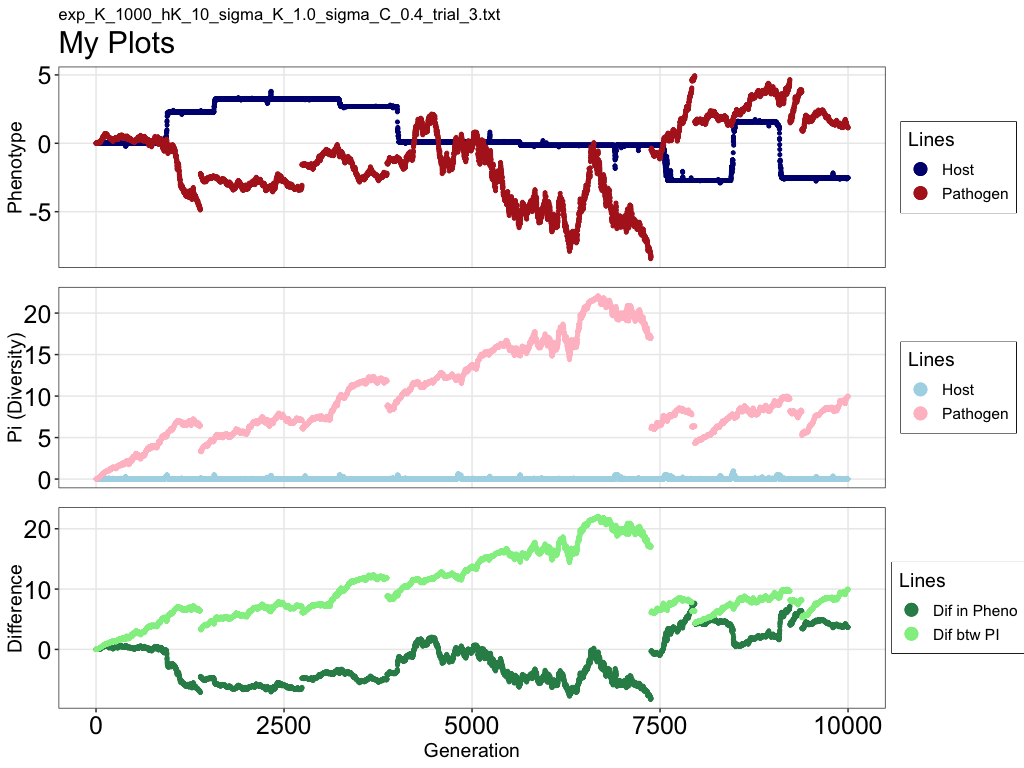 exp_K_1000_hK_10_sigma_K_1.0_sigma_C_0.4_trial_3.txt
My Plots
Phenotype
5
0
-5
Lines
Host
Pathogen
Pi (Diversity)
20
15
10
5
0
Lines
Host
Pathogen
Difference
20
10
0
Lines
Dif in Pheno
Dif btw PI
0
2500
5000
7500
10000
Generation